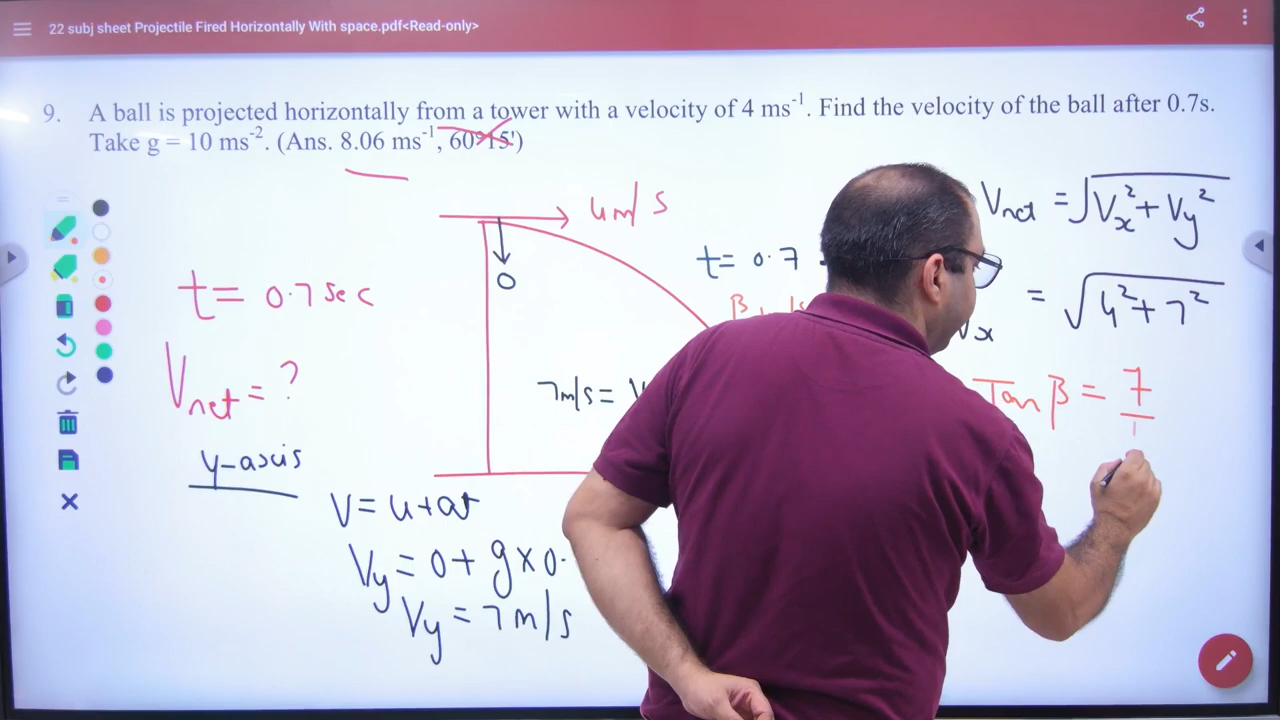 22 subj sheet Projectile Fired Horizontally With space.pdf<Read-only>
9. A ball is projected horizontally from a tower with a velocity of 4 ms⁻¹. Find the velocity of the ball after 0.7s.
Take g = 10 ms⁻². (Ans. 8.06 ms⁻¹, 60°15')
4m/s
0
t = 0.7 sec
Vnet = ?
y-axis
V = u + at
Vy = 0 + g × 0.
Vy = 7 m/s
t = 0.7
β
7m/s = V
x
Vnet = √Vx² + Vy²
= √4² + 7²
Tan β = 7